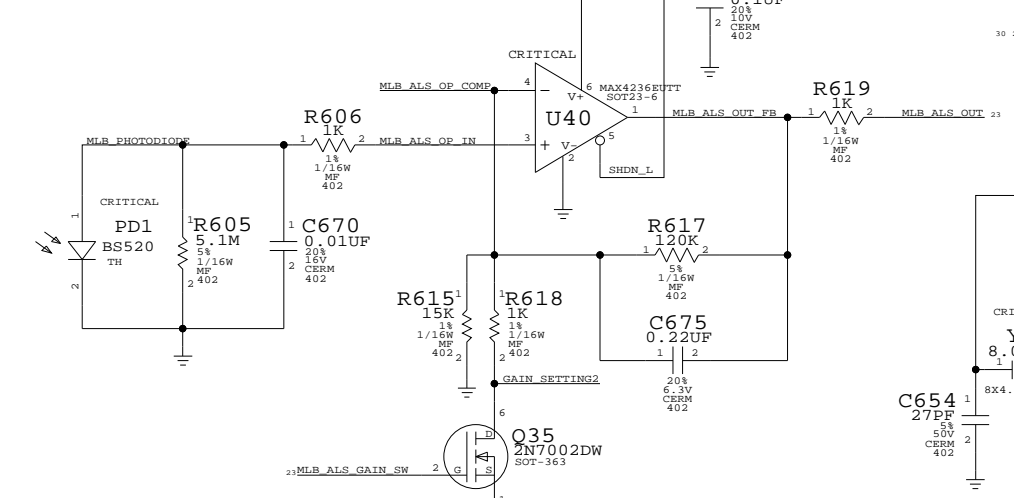 0.1UF
20%
10V
CERM
402
2
30
CRITICAL
MLB_ALS_OP_COMP
4
6
MAX4236EUTT
SOT23-6
V+
U40
1
MLB_ALS_OUT_FB
R619
1K
1
2
1%
1/16W
MF
402
MLB_ALS_OUT
23
MLB_PHOTODIODE
R606
1K
1
2
1%
1/16W
MF
402
MLB_ALS_OP_IN
3
V-
2
5
SHDN_L
CRITICAL
1
PD1
BS520
TH
2
1
R605
5.1M
5%
1/16W
MF
402
2
1
C670
0.01UF
20%
16V
CERM
402
2
R617
120K
1
2
5%
1/16W
MF
402
R615
15K
1
1%
1/16W
MF
402
2
1
R618
1K
1%
1/16W
MF
402
2
C675
0.22UF
1
2
20%
6.3V
CERM
402
GAIN_SETTING2
6
D
Q35
2N7002DW
SOT-363
23
MLB_ALS_GAIN_SW
2
G
S
CRI
Y
8.0
1
8X4.
C654
27PF
1
5%
50V
CERM
402
2